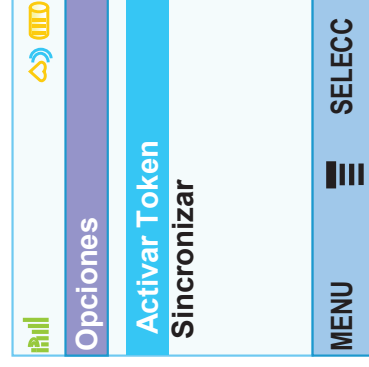 Opciones
Activar Token
Sincronizar
MENU SELECC